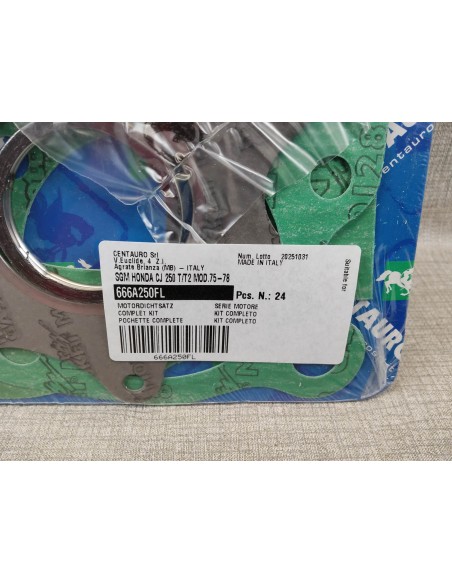 CENTAURO Srl
V.Euclide, 4 Z.i.
Agrate Brianza (MB) - ITALY
Num. Lotto 20251031
MADE IN ITALY
SGM HONDA CJ 250 T/T2 MOD.75-78
666A250FL
Pcs. N.: 24
MOTORDICHTSATZ
SERIE MOTORE
COMPLET KIT
KIT COMPLETO
POCHETTE COMPLETE
KIT COMPLETO
666A250FL
Suitable for
entauro